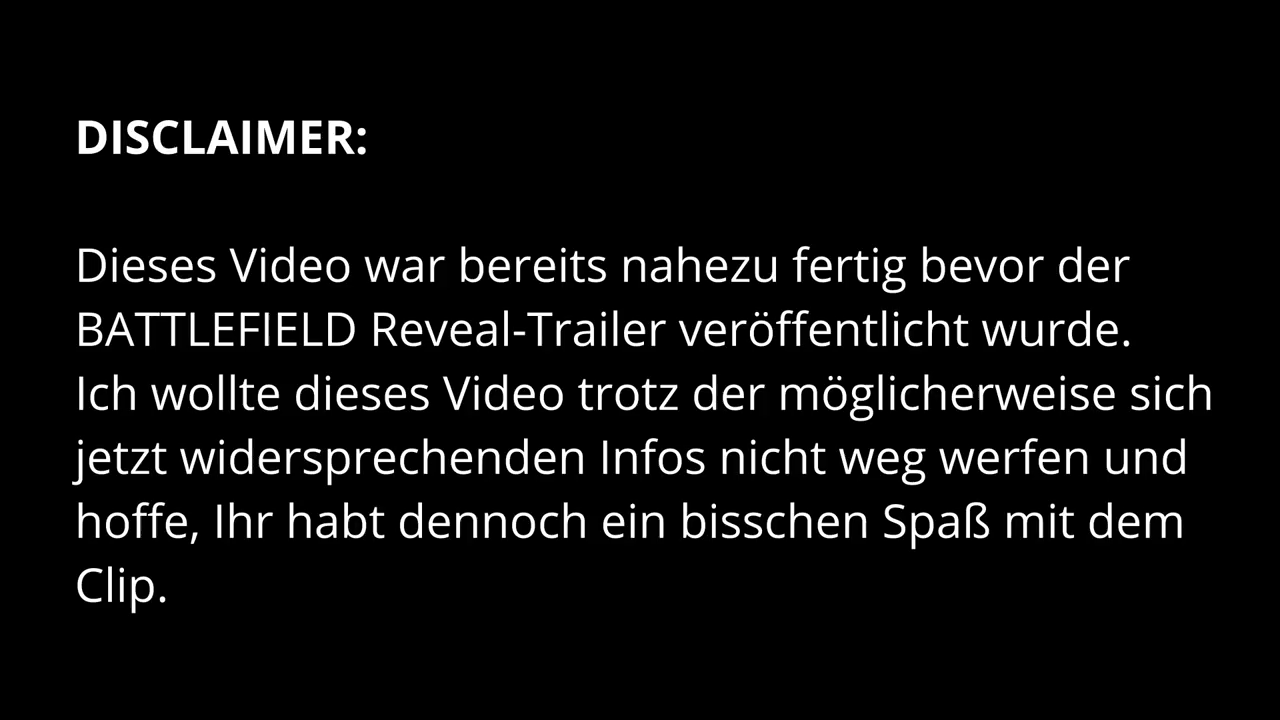 DISCLAIMER:
Dieses Video war bereits nahezu fertig bevor der
BATTLEFIELD Reveal-Trailer veröffentlicht wurde.
Ich wollte dieses Video trotz der möglicherweise sich
jetzt widersprechenden Infos nicht weg werfen und
hoffe, Ihr habt dennoch ein bisschen Spaß mit dem
Clip.